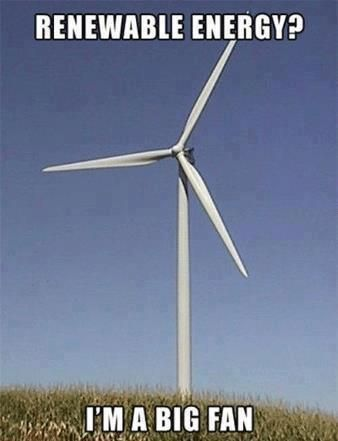 RENEWABLE ENERGY?
I'M A BIG FAN